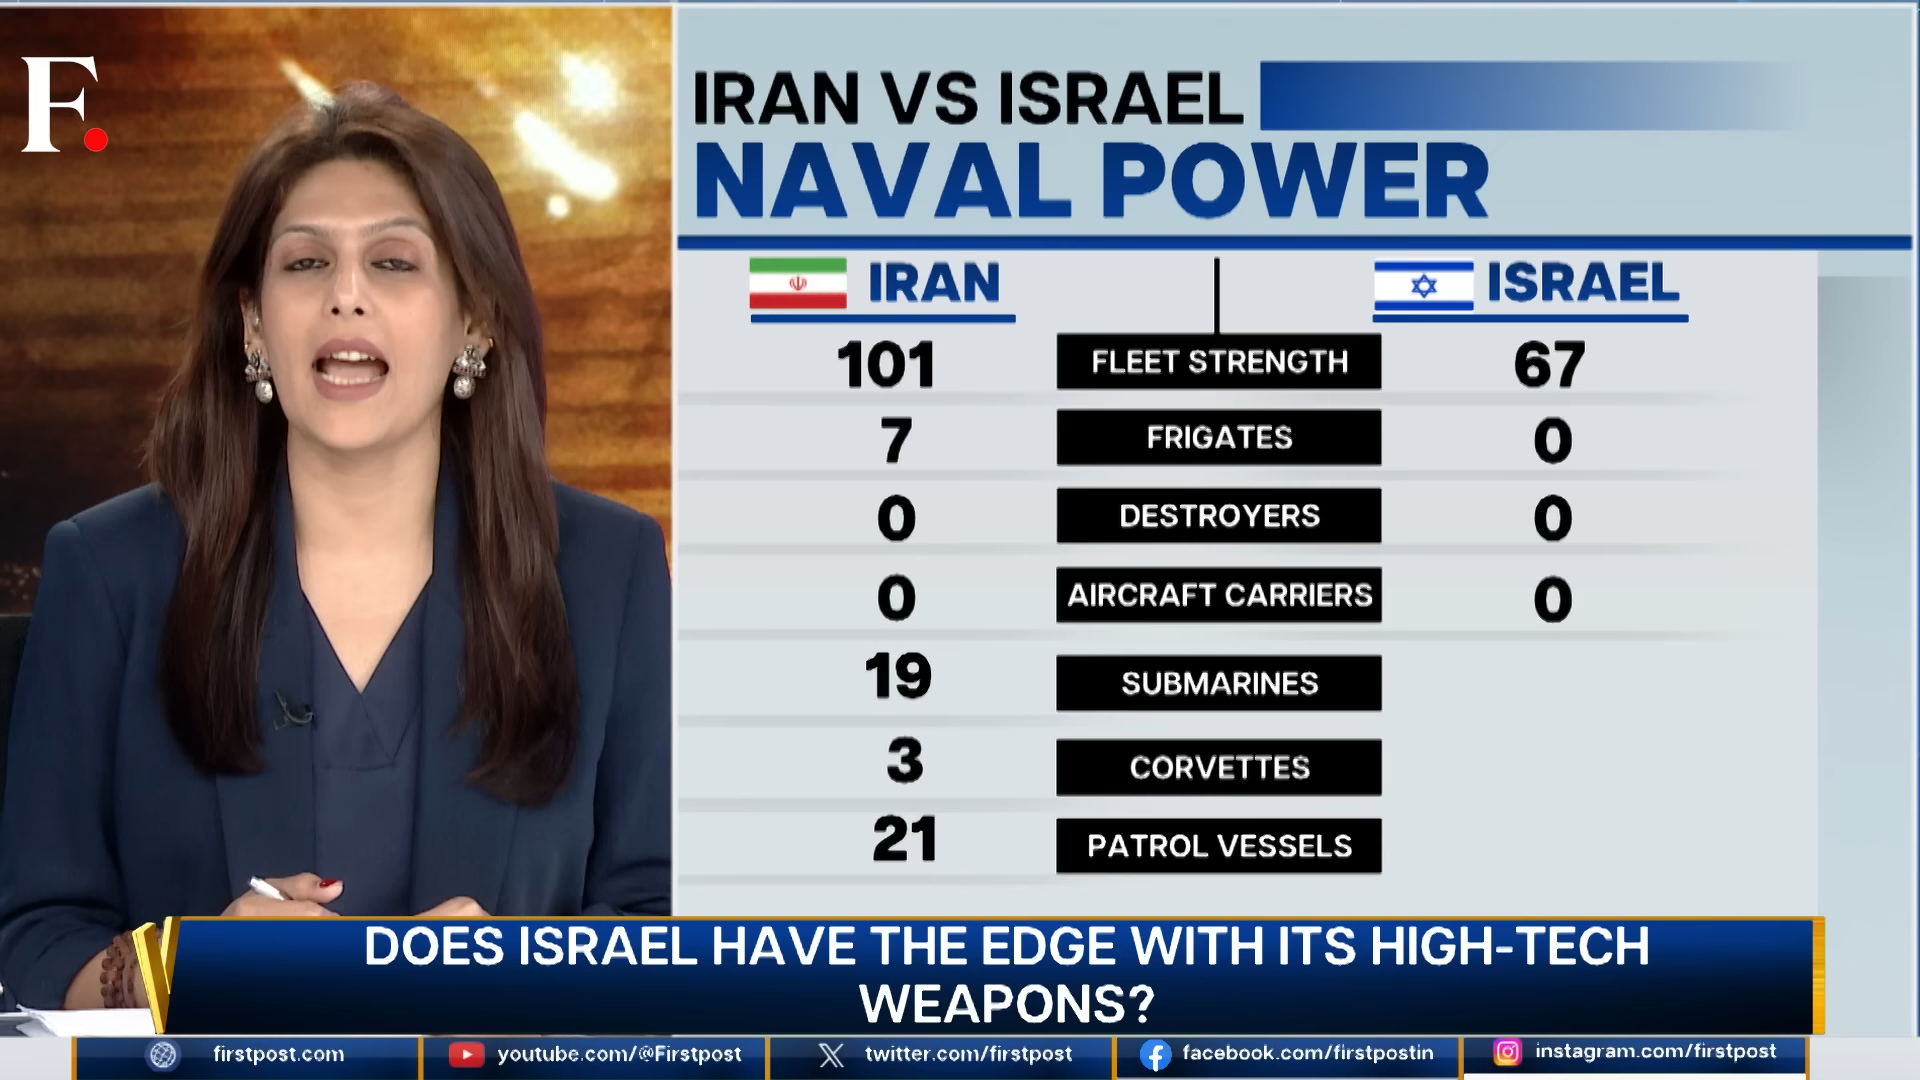 F.
IRAN VS ISRAEL
NAVAL POWER
IRAN
ISRAEL
101 FLEET STRENGTH 67
7 FRIGATES 0
0 DESTROYERS 0
0 AIRCRAFT CARRIERS 0
19 SUBMARINES
3 CORVETTES
21 PATROL VESSELS
DOES ISRAEL HAVE THE EDGE WITH ITS HIGH-TECH
WEAPONS?
firstpost.com
youtube.com/@Firstpost
twitter.com/firstpost
facebook.com/firstpostin
instagram.com/firstpost